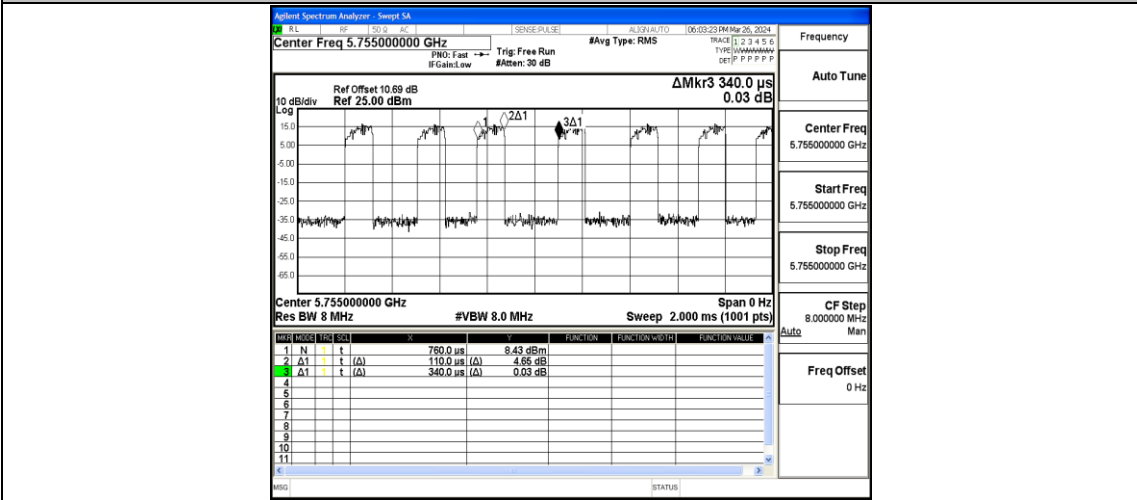 Agilent Spectrum Analyzer - Swept SA
RL RF 50 Ω AC SENSE:PULSE ALIGN AUTO 06:03:23 PM Mar 26, 2024
Center Freq 5.755000000 GHz
PNO: Fast
IFGain:Low
Trig: Free Run
#Atten: 30 dB
#Avg Type: RMS
TRACE 1 2 3 4 5 6
TYPE
DET P P P P P P
Frequency
Auto Tune
Center Freq
5.755000000 GHz
Start Freq
5.755000000 GHz
Stop Freq
5.755000000 GHz
CF Step
8.000000 MHz
Auto Man
Freq Offset
0 Hz
ΔMkr3 340.0 µs
0.03 dB
Ref Offset 10.69 dB
10 dB/div Ref 25.00 dBm
Log
15.0
5.00
-5.00
-15.0
-25.0
-35.0
-45.0
-55.0
-65.0
1
2Δ1
3Δ1
Center 5.755000000 GHz Span 0 Hz
Res BW 8 MHz #VBW 8.0 MHz Sweep 2.000 ms (1001 pts)
MKR MODE TRC SCL X Y FUNCTION FUNCTION WIDTH FUNCTION VALUE
1 N 1 t 760.0 µs 8.43 dBm
2 Δ1 1 t (Δ) 110.0 µs (Δ) 4.65 dB
3 Δ1 1 t (Δ) 340.0 µs (Δ) 0.03 dB
4
5
6
7
8
9
10
11
MSG STATUS